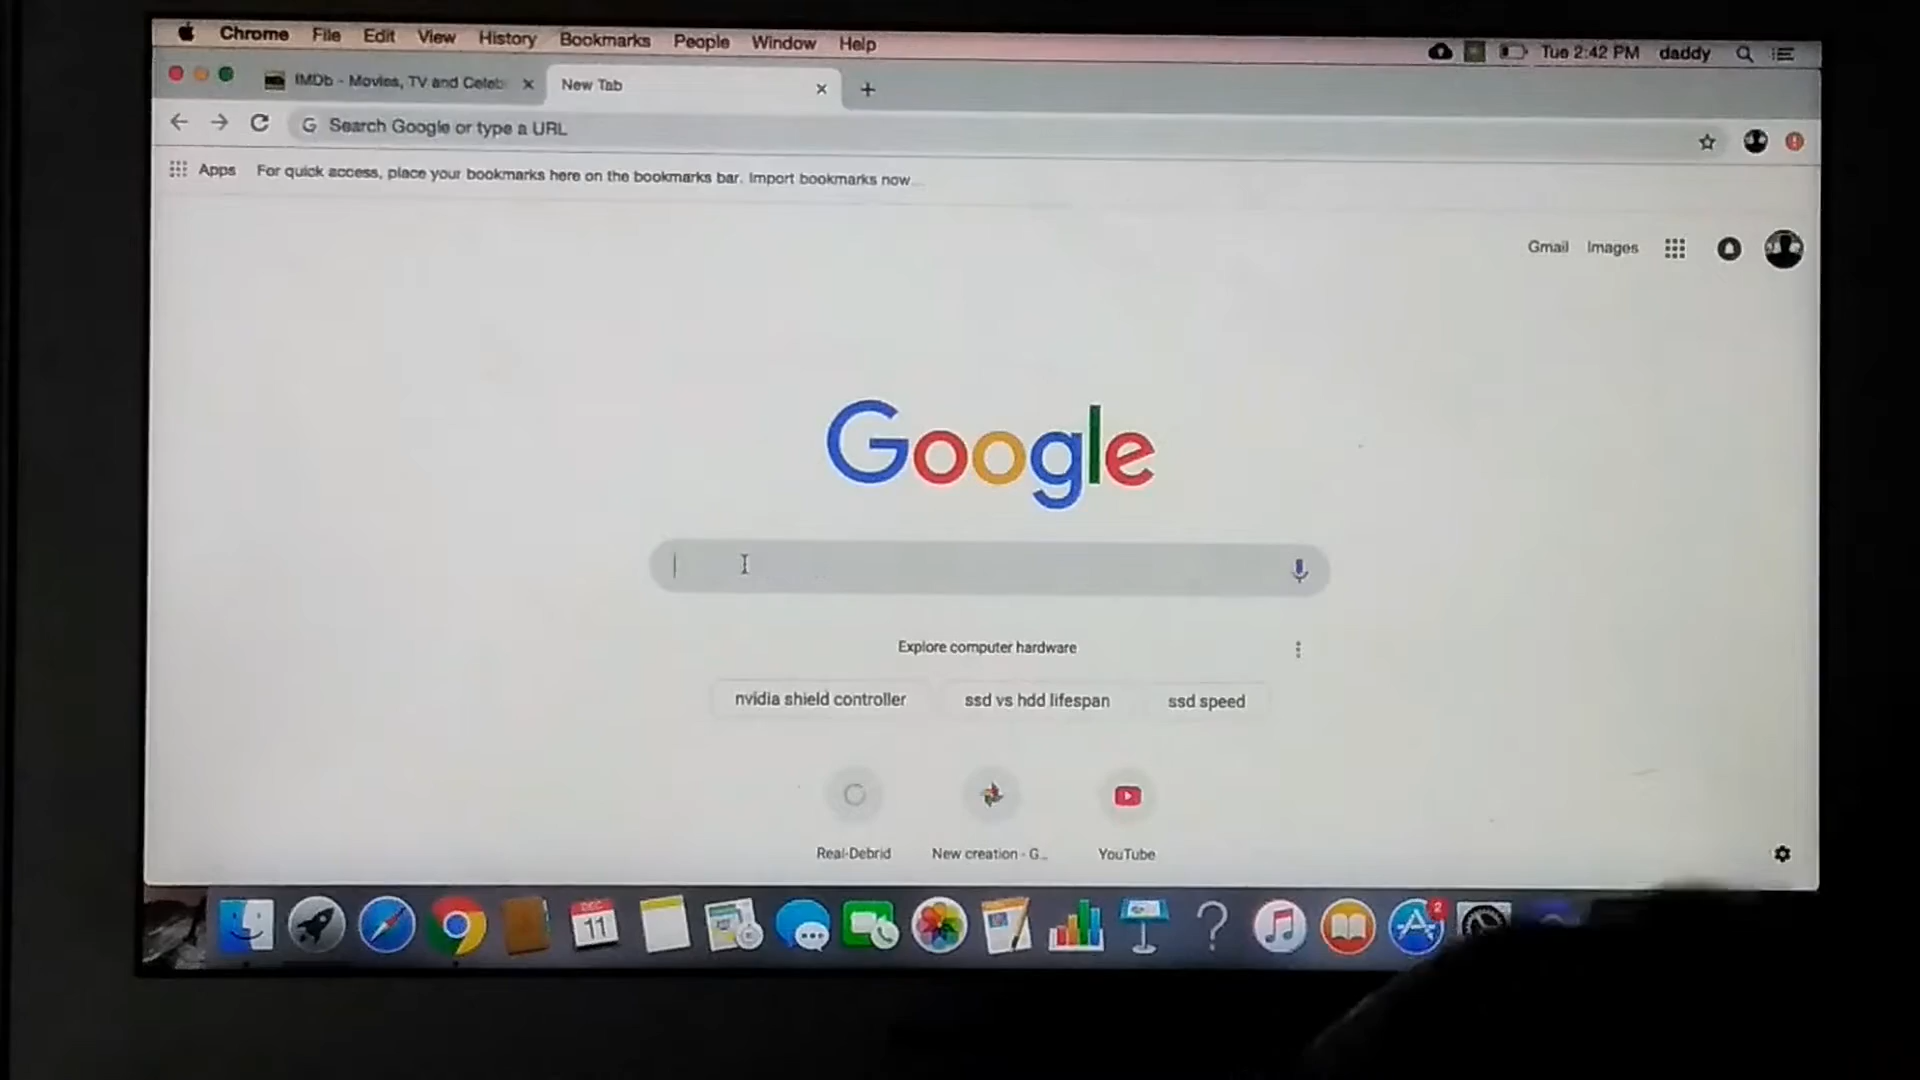 Chrome File Edit View History Bookmarks People Window Help Tue 2:42 PM daddy
IMDb - Movies, TV and Celeb
New Tab
G Search Google or type a URL
Apps For quick access, place your bookmarks here on the bookmarks bar. Import bookmarks now...
Gmail Images
Google
Explore computer hardware
nvidia shield controller ssd vs hdd lifespan ssd speed
Real-Debrid New creation - G... YouTube
DEC
11
2